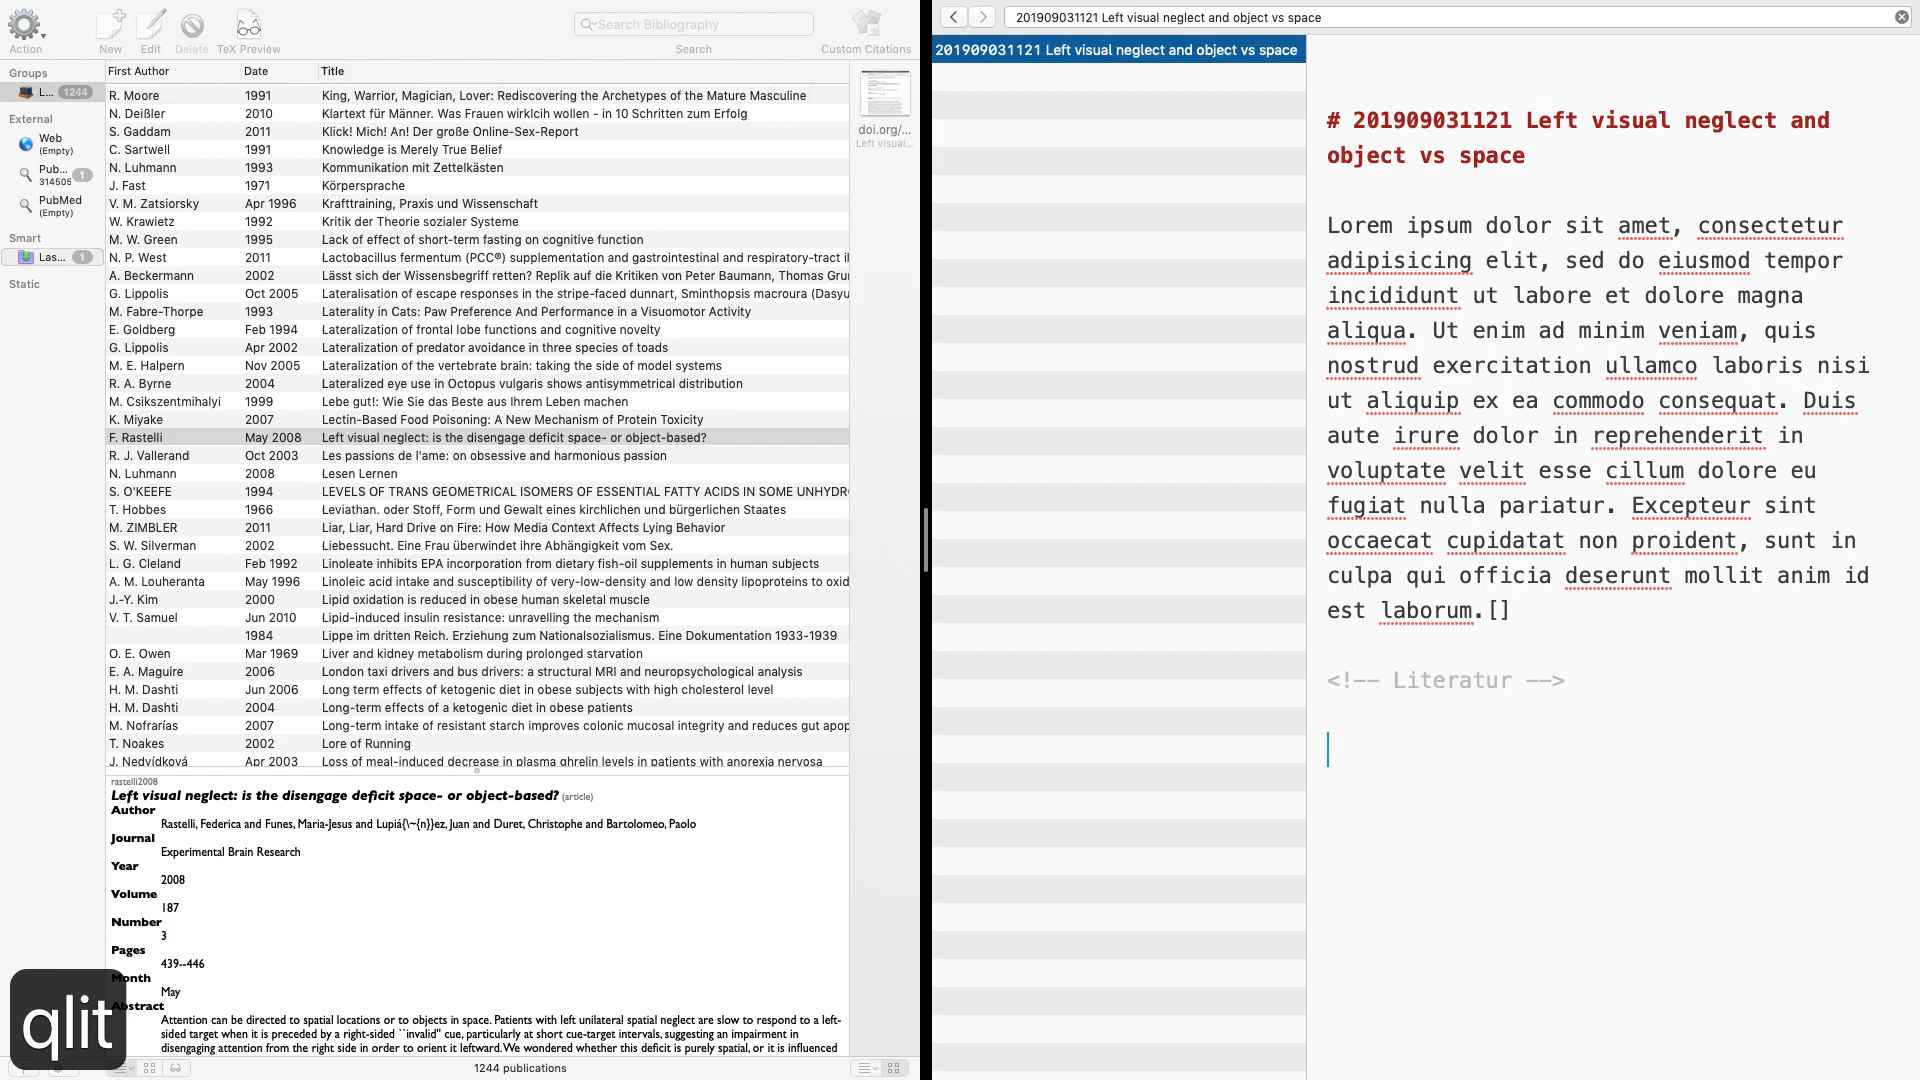 Action
New
Edit
Delete
TeX Preview
Search Bibliography
Search
Custom Citations
Groups
L... 1244
External
Web
(Empty)
Pub... 1
314505
PubMed
(Empty)
Smart
Las... 1
Static
First Author Date Title
R. Moore 1991 King, Warrior, Magician, Lover: Rediscovering the Archetypes of the Mature Masculine
N. Deißler 2010 Klartext für Männer. Was Frauen wirklcih wollen - in 10 Schritten zum Erfolg
S. Gaddam 2011 Klick! Mich! An! Der große Online-Sex-Report
C. Sartwell 1991 Knowledge is Merely True Belief
N. Luhmann 1993 Kommunikation mit Zettelkästen
J. Fast 1971 Körpersprache
V. M. Zatsiorsky Apr 1996 Krafttraining, Praxis und Wissenschaft
W. Krawietz 1992 Kritik der Theorie sozialer Systeme
M. W. Green 1995 Lack of effect of short-term fasting on cognitive function
N. P. West 2011 Lactobacillus fermentum (PCC®) supplementation and gastrointestinal and respiratory-tract il
A. Beckermann 2002 Lässt sich der Wissensbegriff retten? Replik auf die Kritiken von Peter Baumann, Thomas Gru
G. Lippolis Oct 2005 Lateralisation of escape responses in the stripe-faced dunnart, Sminthopsis macroura (Dasyu
M. Fabre-Thorpe 1993 Laterality in Cats: Paw Preference And Performance in a Visuomotor Activity
E. Goldberg Feb 1994 Lateralization of frontal lobe functions and cognitive novelty
G. Lippolis Apr 2002 Lateralization of predator avoidance in three species of toads
M. E. Halpern Nov 2005 Lateralization of the vertebrate brain: taking the side of model systems
R. A. Byrne 2004 Lateralized eye use in Octopus vulgaris shows antisymmetrical distribution
M. Csikszentmihalyi 1999 Lebe gut!: Wie Sie das Beste aus Ihrem Leben machen
K. Miyake 2007 Lectin-Based Food Poisoning: A New Mechanism of Protein Toxicity
F. Rastelli May 2008 Left visual neglect: is the disengage deficit space- or object-based?
R. J. Vallerand Oct 2003 Les passions de l'ame: on obsessive and harmonious passion
N. Luhmann 2008 Lesen Lernen
S. O'KEEFE 1994 LEVELS OF TRANS GEOMETRICAL ISOMERS OF ESSENTIAL FATTY ACIDS IN SOME UNHYDR
T. Hobbes 1966 Leviathan. oder Stoff, Form und Gewalt eines kirchlichen und bürgerlichen Staates
M. ZIMBLER 2011 Liar, Liar, Hard Drive on Fire: How Media Context Affects Lying Behavior
S. W. Silverman 2002 Liebessucht. Eine Frau überwindet ihre Abhängigkeit vom Sex.
L. G. Cleland Feb 1992 Linoleate inhibits EPA incorporation from dietary fish-oil supplements in human subjects
A. M. Louheranta May 1996 Linoleic acid intake and susceptibility of very-low-density and low density lipoproteins to oxid
J.-Y. Kim 2000 Lipid oxidation is reduced in obese human skeletal muscle
V. T. Samuel Jun 2010 Lipid-induced insulin resistance: unravelling the mechanism
1984 Lippe im dritten Reich. Erziehung zum Nationalsozialismus. Eine Dokumentation 1933-1939
O. E. Owen Mar 1969 Liver and kidney metabolism during prolonged starvation
E. A. Maguire 2006 London taxi drivers and bus drivers: a structural MRI and neuropsychological analysis
H. M. Dashti Jun 2006 Long term effects of ketogenic diet in obese subjects with high cholesterol level
H. M. Dashti 2004 Long-term effects of a ketogenic diet in obese patients
M. Nofrarías 2007 Long-term intake of resistant starch improves colonic mucosal integrity and reduces gut apop
T. Noakes 2002 Lore of Running
J. Nedvídková Apr 2003 Loss of meal-induced decrease in plasma ghrelin levels in patients with anorexia nervosa
doi.org/...
Left visual...
rastelli2008
Left visual neglect: is the disengage deficit space- or object-based? (article)
Author
Rastelli, Federica and Funes, Maria-Jesus and Lupiá{\~{n}}ez, Juan and Duret, Christophe and Bartolomeo, Paolo
Journal
Experimental Brain Research
Year
2008
Volume
187
Number
3
Pages
439--446
Month
May
Abstract
Attention can be directed to spatial locations or to objects in space. Patients with left unilateral spatial neglect are slow to respond to a left-
sided target when it is preceded by a right-sided ``invalid'' cue, particularly at short cue-target intervals, suggesting an impairment in
disengaging attention from the right side in order to orient it leftward. We wondered whether this deficit is purely spatial, or it is influenced
qlit
1244 publications
201909031121 Left visual neglect and object vs space
201909031121 Left visual neglect and object vs space
# 201909031121 Left visual neglect and
object vs space
Lorem ipsum dolor sit amet, consectetur
adipisicing elit, sed do eiusmod tempor
incididunt ut labore et dolore magna
aliqua. Ut enim ad minim veniam, quis
nostrud exercitation ullamco laboris nisi
ut aliquip ex ea commodo consequat. Duis
aute irure dolor in reprehenderit in
voluptate velit esse cillum dolore eu
fugiat nulla pariatur. Excepteur sint
occaecat cupidatat non proident, sunt in
culpa qui officia deserunt mollit anim id
est laborum.[]
<!-- Literatur -->